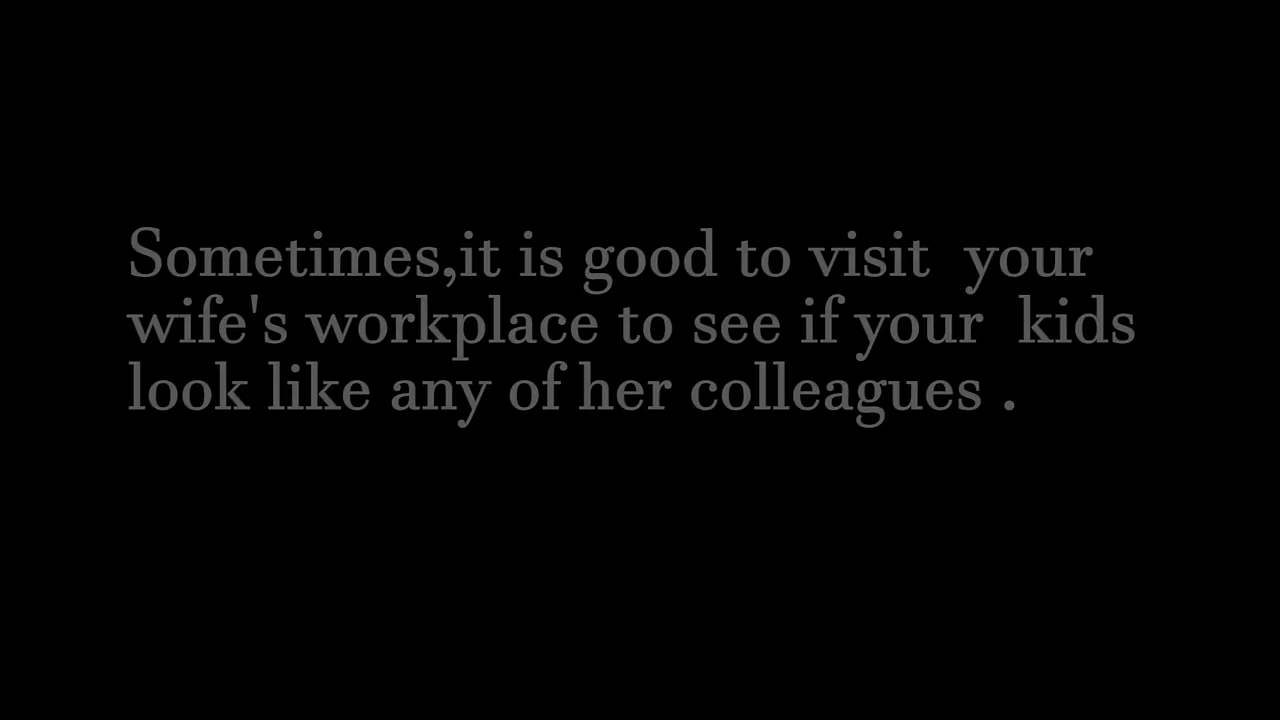 Sometimes,it is good to visit  your
wife's workplace to see if your  kids
look like any of her colleagues .